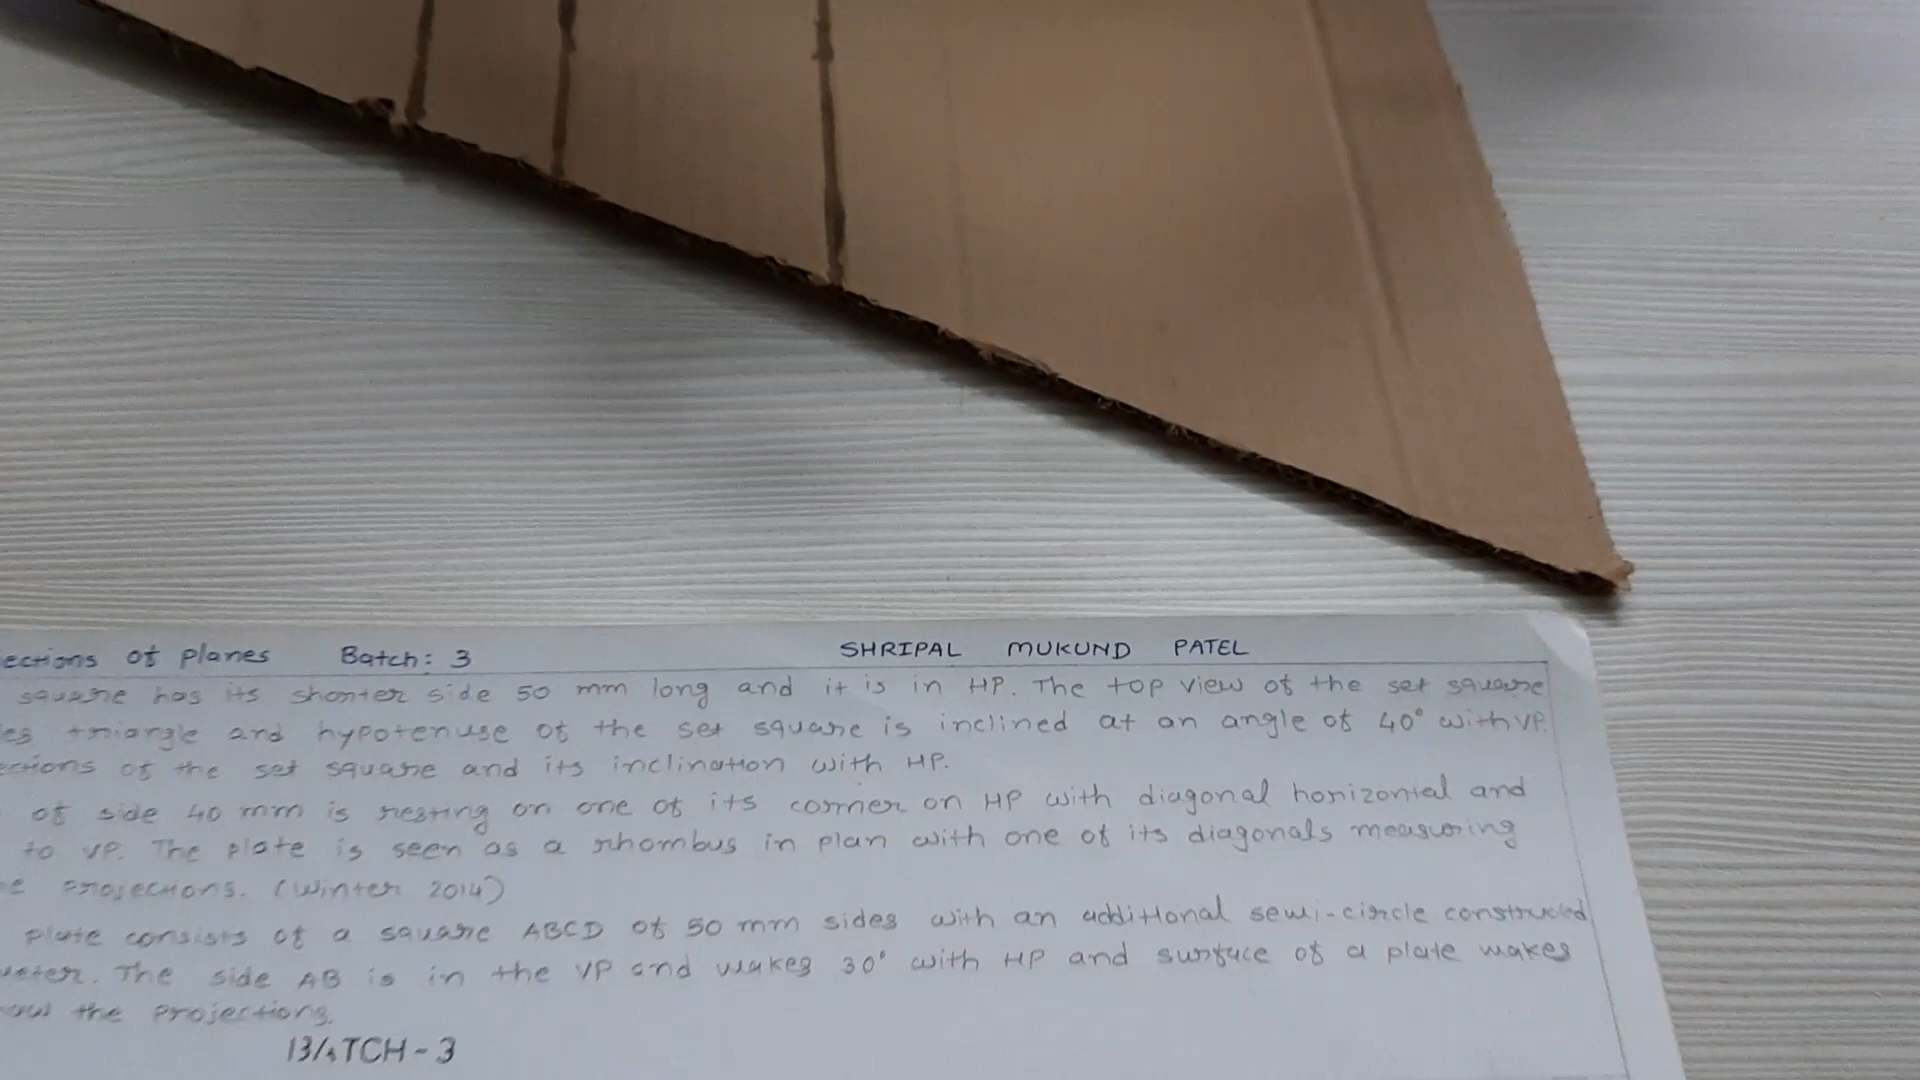 ections of planes Batch: 3 SHRIPAL MUKUND PATEL
square has its shorter side 50 mm long and it is in HP. The top view of the set square
es triangle and hypotenuse of the set square is inclined at an angle of 40° with VP.
ections of the set square and its inclination with HP.
of side 40 mm is resting on one of its corner on HP with diagonal horizontal and
to VP. The plate is seen as a rhombus in plan with one of its diagonals measuring
e projections. (Winter 2014)
plate consists of a square ABCD of 50 mm sides with an additional semi-circle constructed
meter. The side AB is in the VP and makes 30° with HP and surface of a plate makes
the projections.
BATCH-3